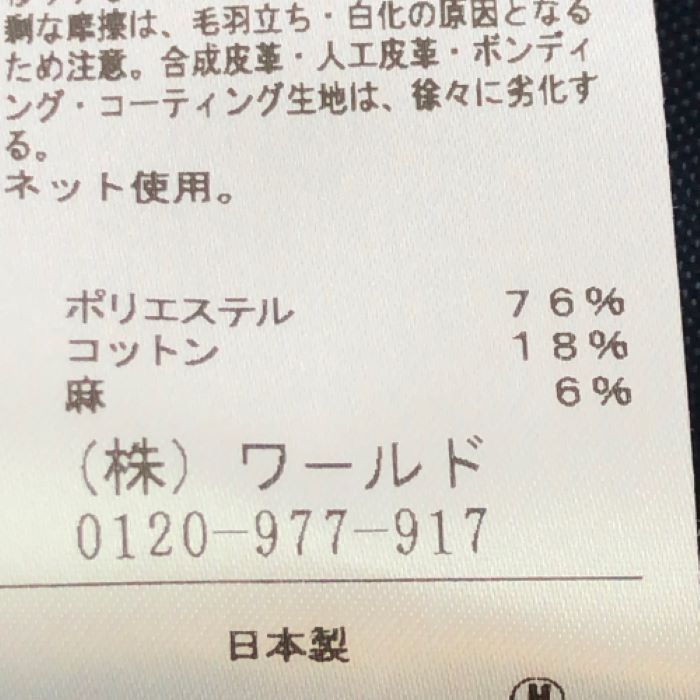 剰な摩擦は、毛羽立ち・白化の原因となる
ため注意。合成皮革・人工皮革・ボンディ
ング・コーティング生地は、徐々に劣化す
る。
ネット使用。
ポリエステル 76%
コットン 18%
麻 6%
(株) ワールド
0120-977-917
日本製
H